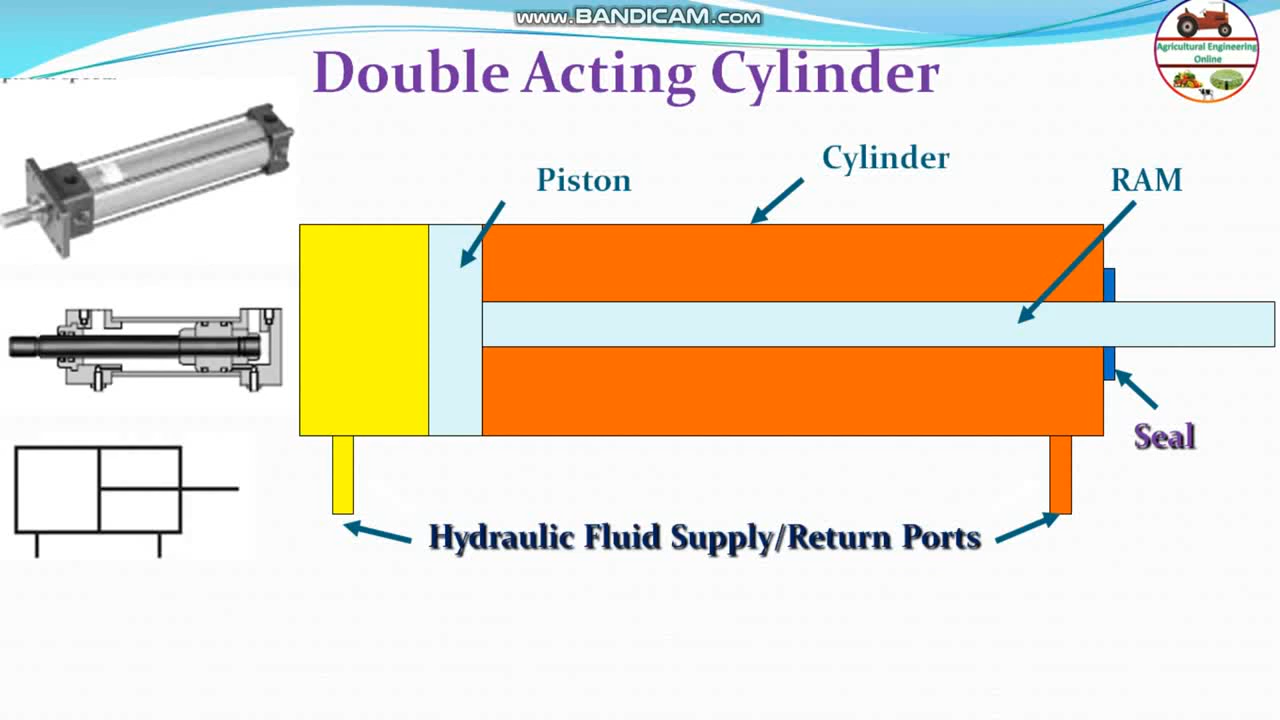 www.BANDICAM.com
Double Acting Cylinder
Agricultural Engineering
Online
Cylinder
Piston
RAM
Seal
Hydraulic Fluid Supply/Return Ports